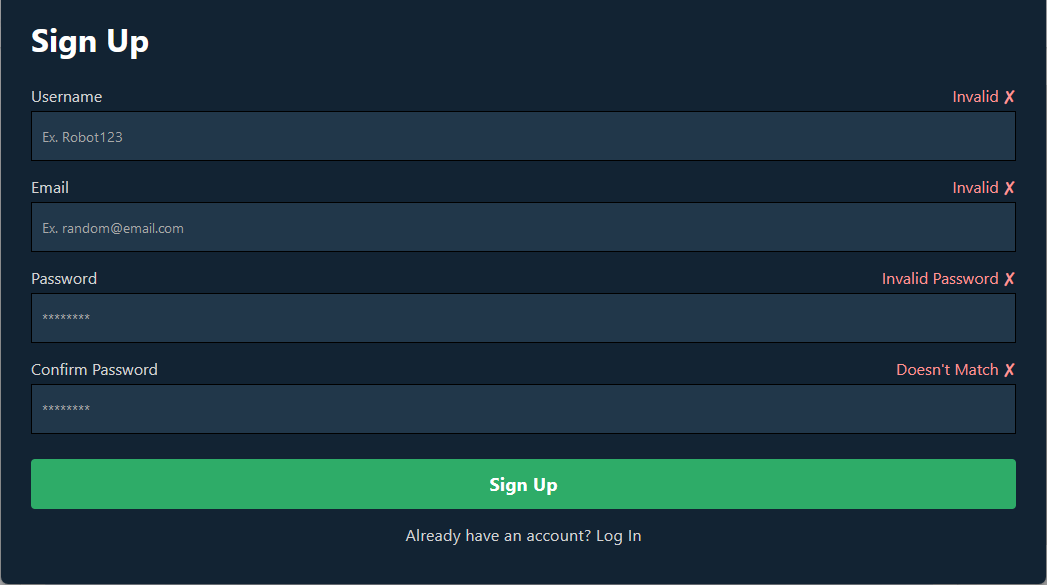 Sign Up
Username Invalid ✗
Ex. Robot123
Email Invalid ✗
Ex. random@email.com
Password Invalid Password ✗
********
Confirm Password Doesn't Match ✗
********
Sign Up
Already have an account? Log In